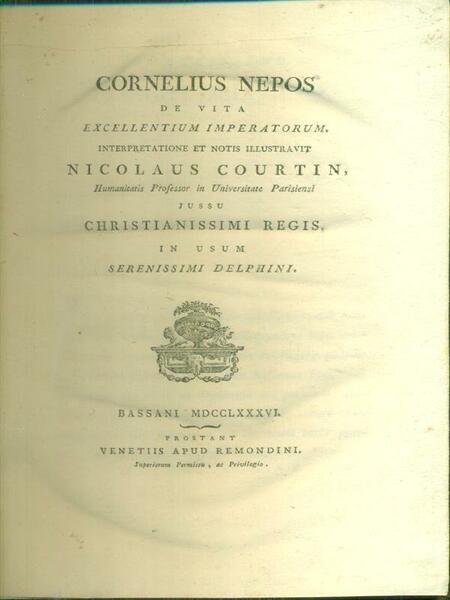 CORNELIUS NEPOS
DE VITA
EXCELLENTIUM IMPERATORUM,
INTERPRETATIONE ET NOTIS ILLUSTRAVIT
NICOLAUS COURTIN,
Humanitatis Professor in Universitate Parisiensi
JUSSU
CHRISTIANISSIMI REGIS,
IN USUM
SERENISSIMI DELPHINI.
BASSANI MDCCLXXXVI.
PROSTANT
VENETIIS APUD REMONDINI.
Superiorum Permissu, ac Privilegio.